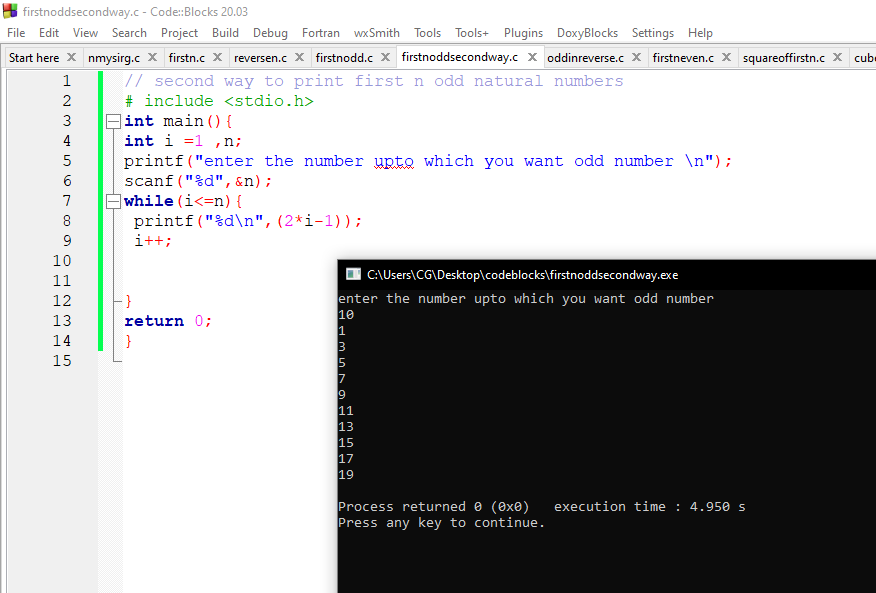 firstnoddsecondway.c - Code::Blocks 20.03
File Edit View Search Project Build Debug Fortran wxSmith Tools Tools+ Plugins DoxyBlocks Settings Help
Start here nmysirg.c firstn.c reversen.c firstnodd.c firstnoddsecondway.c oddinreverse.c firstneven.c squareoffirstn.c cube
1 // second way to print first n odd natural numbers
2 # include <stdio.h>
3 int main(){
4 int i =1 ,n;
5 printf("enter the number upto which you want odd number \n");
6 scanf("%d",&n);
7 while(i<=n){
8 printf("%d\n",(2*i-1));
9 i++;
10
11
12 }
13 return 0;
14 }
15
C:\Users\CG\Desktop\codeblocks\firstnoddsecondway.exe
enter the number upto which you want odd number
10
1
3
5
7
9
11
13
15
17
19
Process returned 0 (0x0) execution time : 4.950 s
Press any key to continue.